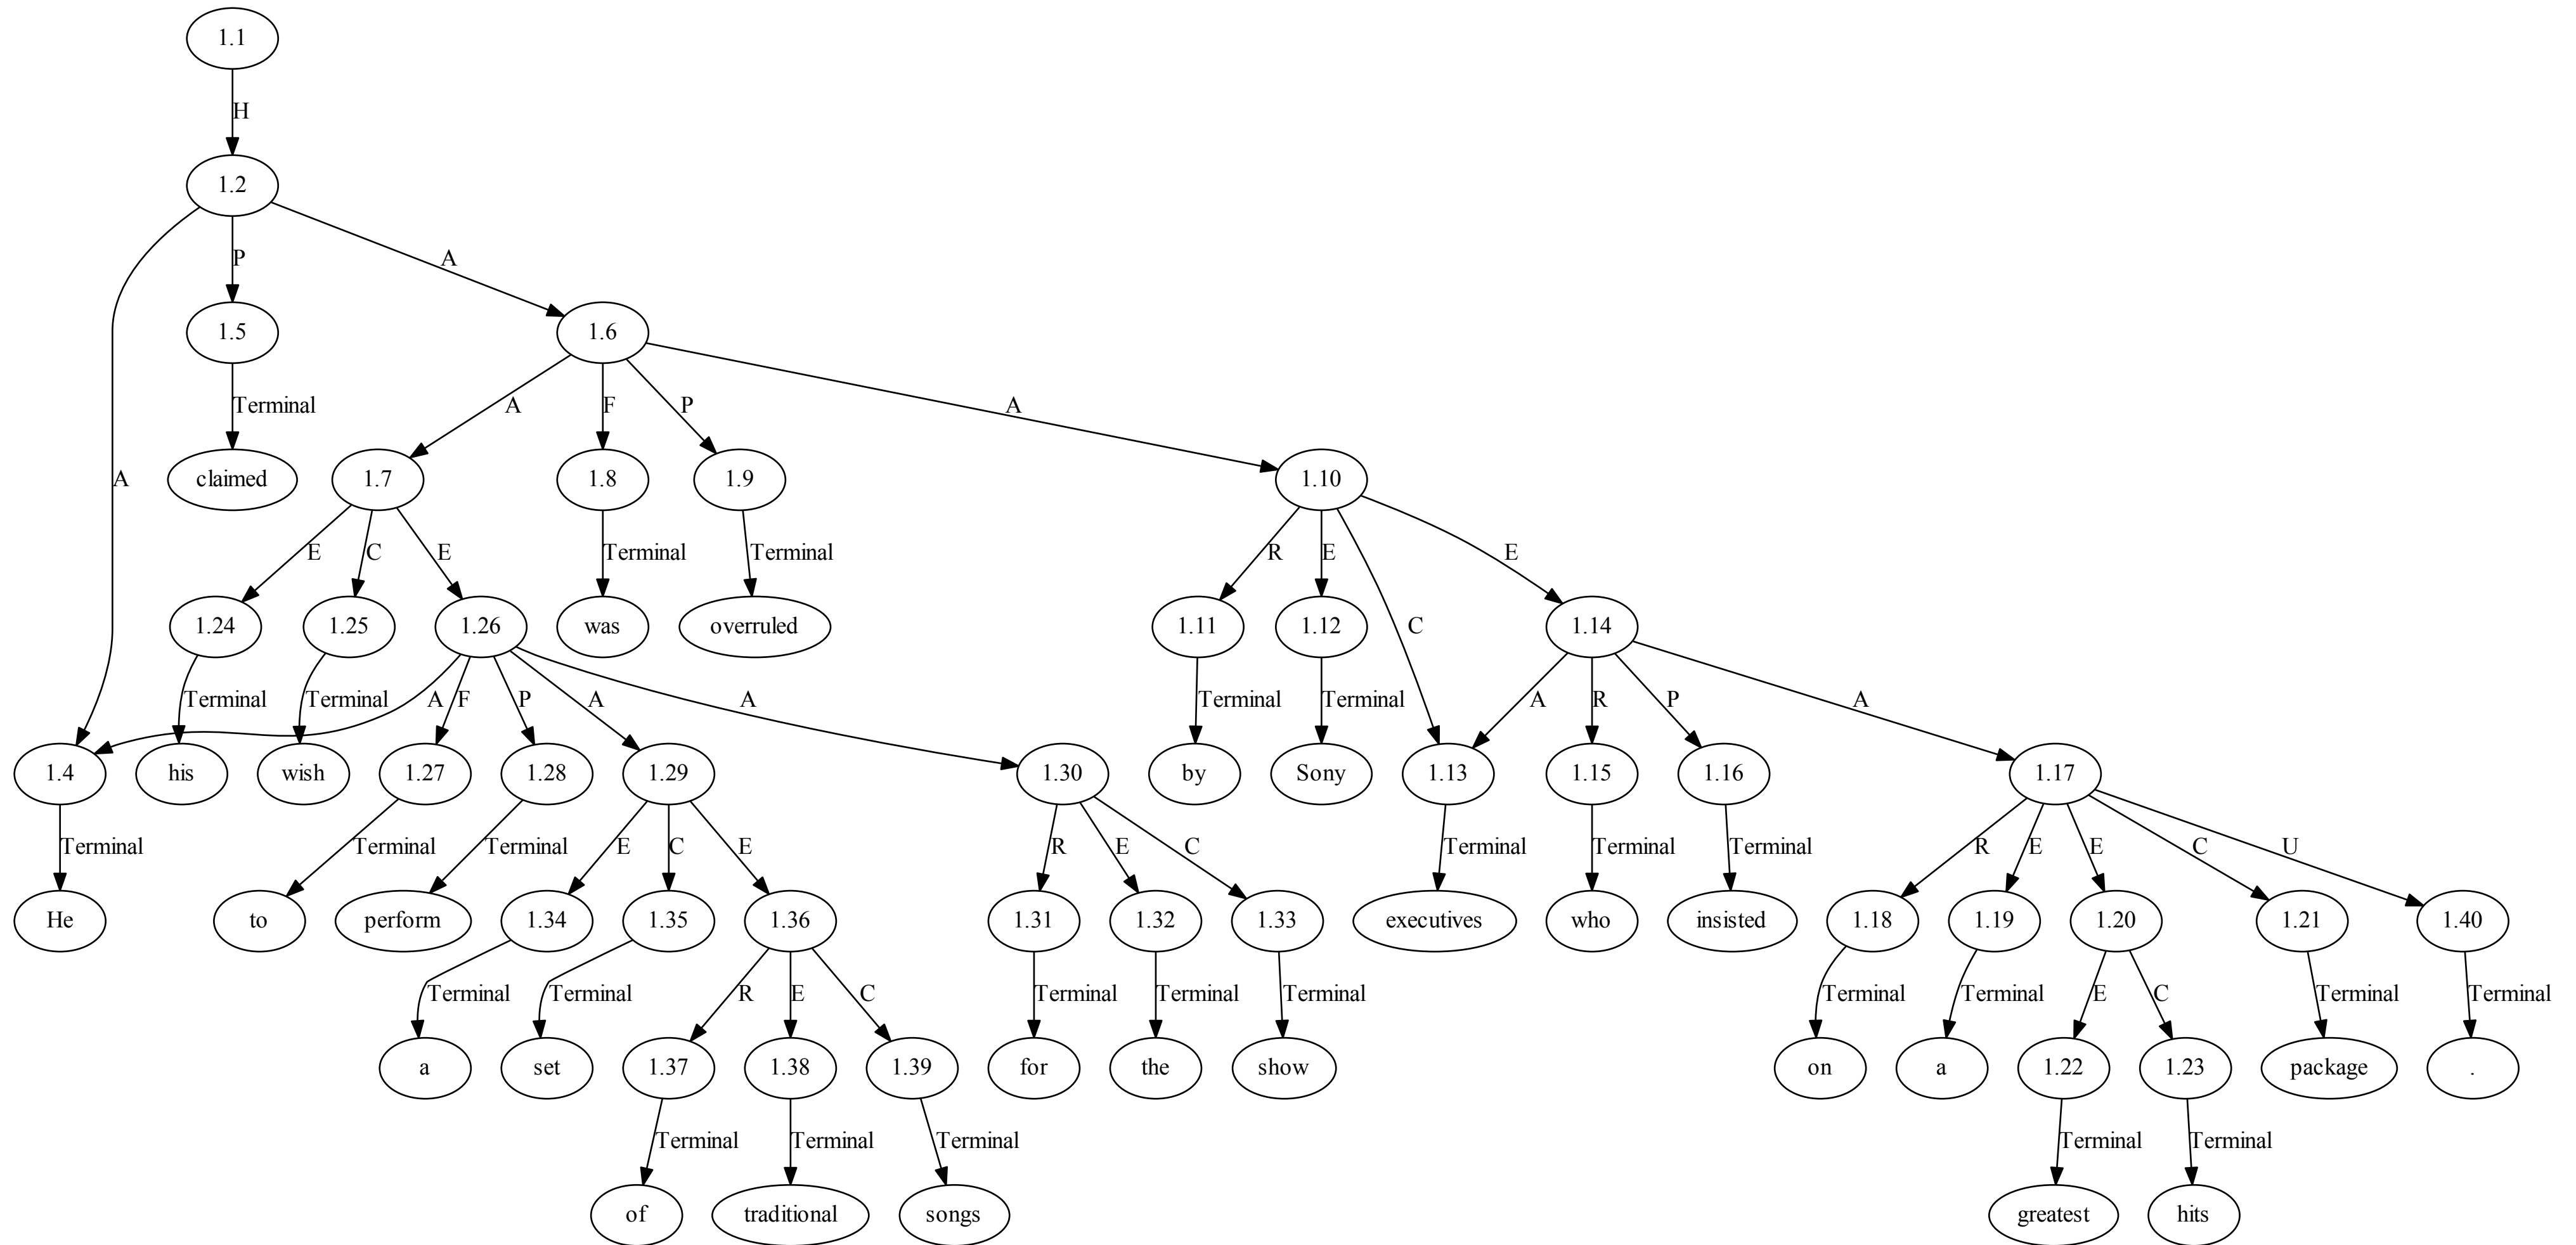 1.1
H
1.2
A
P
A
1.5
1.6
Terminal
A
F
P
A
A
claimed
1.7
1.8
1.9
1.10
E
C
E
Terminal
Terminal
R
E
C
E
1.24
1.25
1.26
was
overruled
1.11
1.12
1.14
Terminal
Terminal
A
F
P
A
A
Terminal
Terminal
A
R
P
A
1.4
his
wish
1.27
1.28
1.29
1.30
by
Sony
1.13
1.15
1.16
1.17
Terminal
Terminal
Terminal
E
C
E
R
E
C
Terminal
Terminal
Terminal
R
E
E
C
U
He
to
perform
1.34
1.35
1.36
1.31
1.32
1.33
executives
who
insisted
1.18
1.19
1.20
1.21
1.40
Terminal
Terminal
R
E
C
Terminal
Terminal
Terminal
Terminal
Terminal
E
C
Terminal
Terminal
a
set
1.37
1.38
1.39
for
the
show
on
a
1.22
1.23
package
.
Terminal
Terminal
Terminal
Terminal
Terminal
of
traditional
songs
greatest
hits